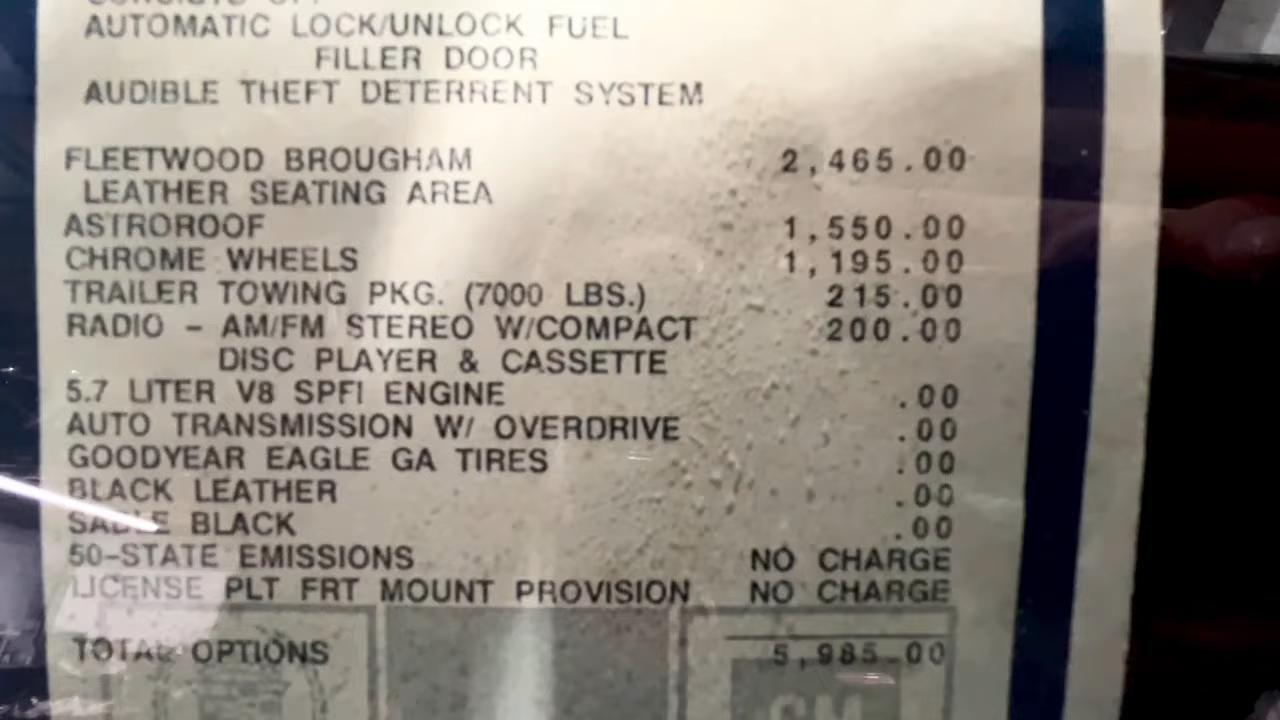 AUTOMATIC LOCK/UNLOCK FUEL
FILLER DOOR
AUDIBLE THEFT DETERRENT SYSTEM
FLEETWOOD BROUGHAM 2,465.00
LEATHER SEATING AREA
ASTROROOF 1,550.00
CHROME WHEELS 1,195.00
TRAILER TOWING PKG. (7000 LBS.) 215.00
RADIO - AM/FM STEREO W/COMPACT 200.00
DISC PLAYER & CASSETTE
5.7 LITER V8 SPFI ENGINE .00
AUTO TRANSMISSION W/ OVERDRIVE .00
GOODYEAR EAGLE GA TIRES .00
BLACK LEATHER .00
SABLE BLACK .00
50-STATE EMISSIONS NO CHARGE
LICENSE PLT FRT MOUNT PROVISION NO CHARGE
TOTAL OPTIONS 5,985.00
GM